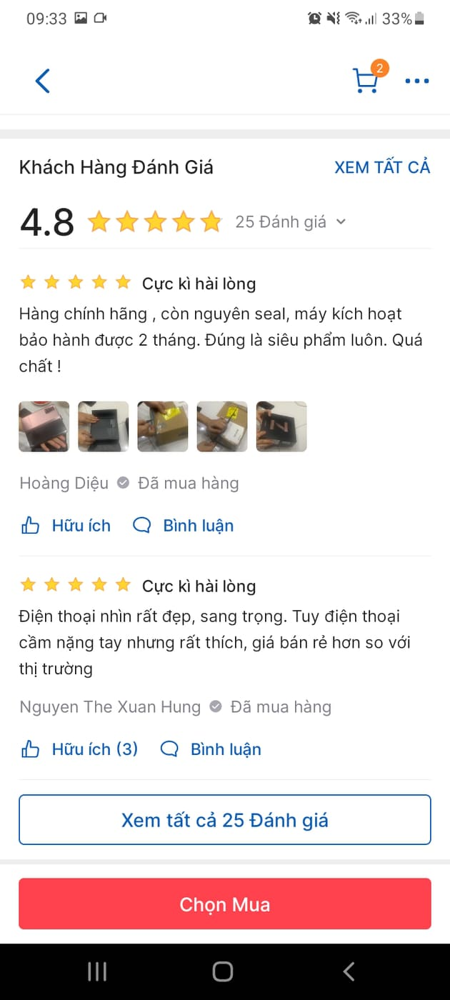 09:33
33%
2
Khách Hàng Đánh Giá
XEM TẤT CẢ
4.8
25 Đánh giá
Cực kì hài lòng
Hàng chính hãng , còn nguyên seal, máy kích hoạt
bảo hành được 2 tháng. Đúng là siêu phẩm luôn. Quá
chất !
Hoàng Diệu
Đã mua hàng
Hữu ích
Bình luận
Cực kì hài lòng
Điện thoại nhìn rất đẹp, sang trọng. Tuy điện thoại
cầm nặng tay nhưng rất thích, giá bán rẻ hơn so với
thị trường
Nguyen The Xuan Hung
Đã mua hàng
Hữu ích (3)
Bình luận
Xem tất cả 25 Đánh giá
Chọn Mua